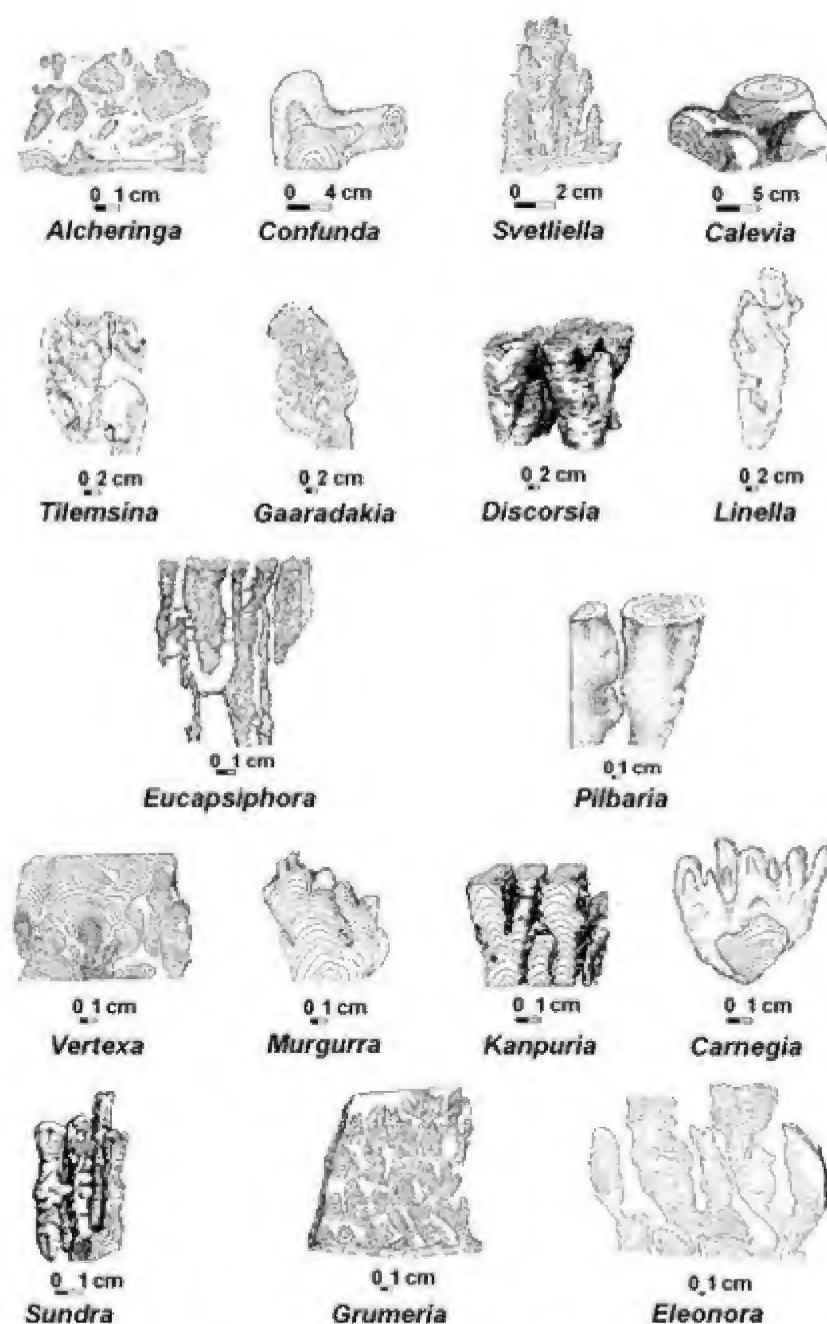 0 1 cm 0 4 cm 0 2 cm 0 5 cm
Alcheringa Confunda Svetliella Calevia
0 2 cm 0 2 cm 0 2 cm 0 2 cm
Tilemsina Gaaradakia Discorsia Linella
0 1 cm 0 1 cm
Eucapsiphora Pilbaria
0 1 cm 0 1 cm 0 1 cm 0 1 cm
Vertexa Murgurra Kanpuria Carnegia
0 1 cm 0 1 cm 0 1 cm
Sundra Grumeria Eleonora